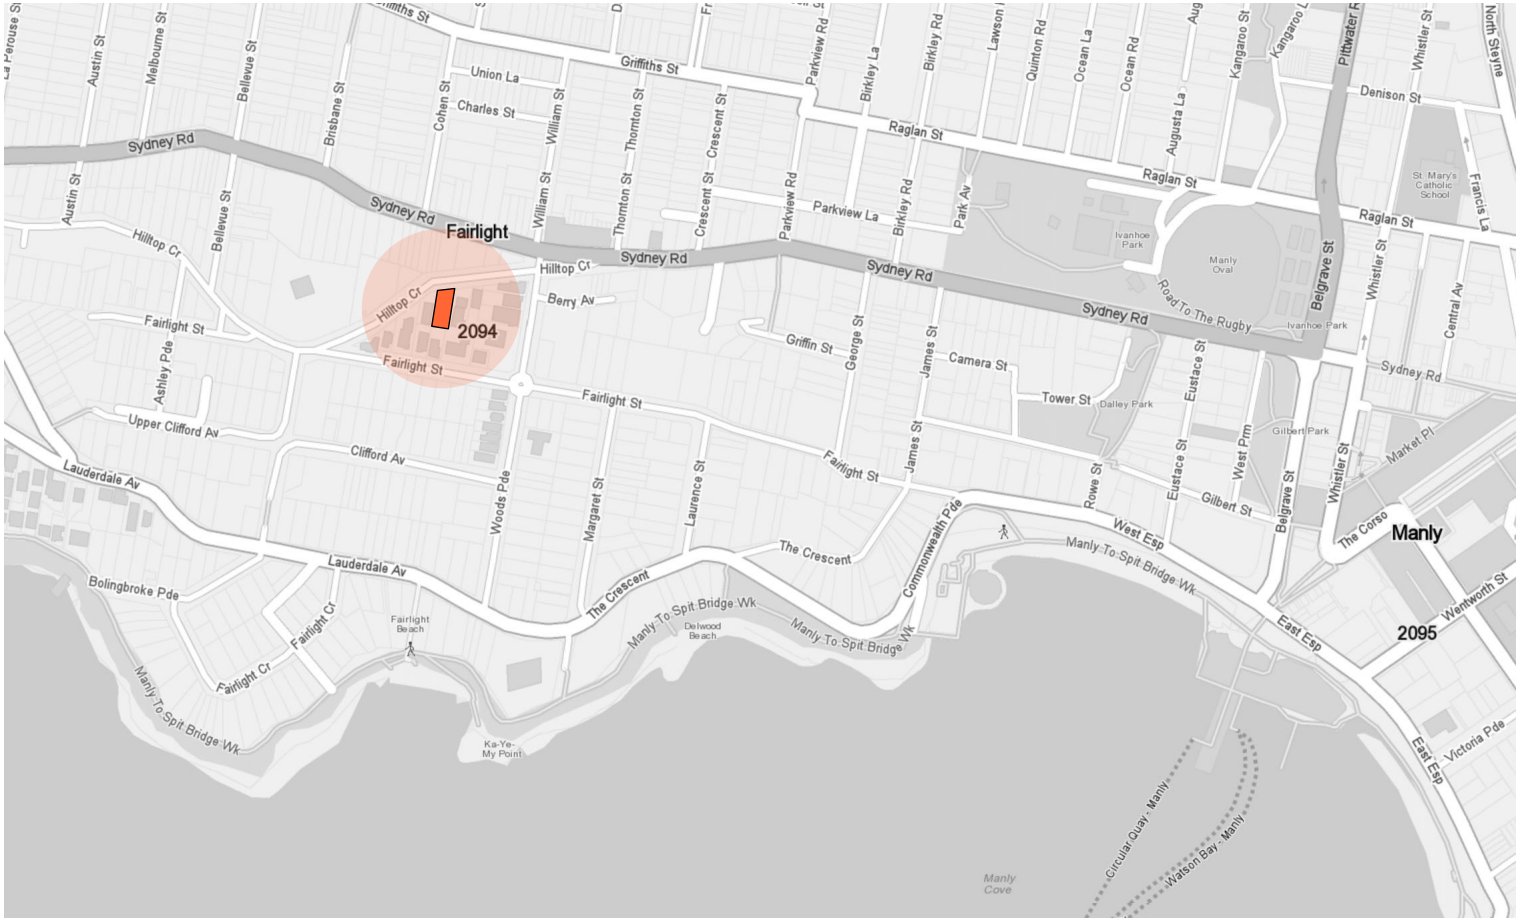 Griffiths St
La Perouse St
Austin St
Melbourne St
Bellevue St
Brisbane St
Cohen St
Union La
Charles St
William St
Thornton St
Crescent St
Griffiths St
Parkview Rd
Birkley La
Birkley Rd
Lawson
Quinton Rd
Ocean La
Ocean Rd
Augusta La
Aug
Kangaroo St
Kangaroo L
Pittwater R
Whistler St
North Steyne
Denison St
Raglan St
Raglan St
Raglan St
St. Mary's
Catholic
School
Francis La
Sydney Rd
Austin St
Bellevue St
Hilltop Cr
Sydney Rd
Fairlight
William St
Thornton St
Crescent St
Parkview Rd
Parkview La
Birkley Rd
Park Av
Ivanhoe
Park
Manly
Oval
Belgrave St
Whistler St
Central Av
Hilltop Cr
Hilltop Cr
Sydney Rd
Sydney Rd
Road To The Rugby
Sydney Rd
Ivanhoe Park
Berry Av
2094
Fairlight St
Ashley Pde
Fairlight St
Griffin St
George St
James St
Camera St
Eustace St
Sydney Rd
Upper Clifford Av
Fairlight St
Tower St
Dalley Park
Gilbert Park
Market Pl
Clifford Av
Lauderdale Av
Woods Pde
Margaret St
Laurence St
Fairlight St
James St
Rowe St
Eustace St
West Prm
Gilbert St
Belgrave St
Whistler St
The Corso
Manly
Lauderdale Av
The Crescent
The Crescent
Commonwealth Pde
West Esp
Manly To Spit Bridge Wk
Bolingbroke Pde
Fairlight Cr
Fairlight
Beach
Manly To Spit Bridge Wk
Delwood
Beach
Manly To Spit Bridge Wk
East Esp
Wentworth St
2095
Fairlight Cr
Manly To Spit Bridge Wk
Ka-Ye-
My Point
East Esp
Victoria Pde
Circular Quay - Manly
Watson Bay - Manly
Manly
Cove